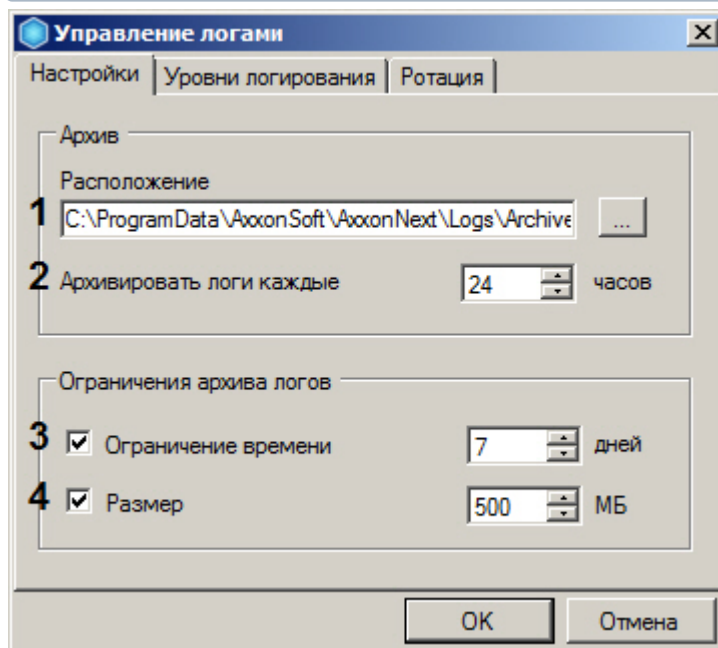 Управление логами
Настройки Уровни логирования Ротация
Архив
Расположение
1 C:\ProgramData\AxxonSoft\AxxonNext\Logs\Archive ...
2 Архивировать логи каждые 24 часов
Ограничения архива логов
3 Ограничение времени 7 дней
4 Размер 500 МБ
OK Отмена